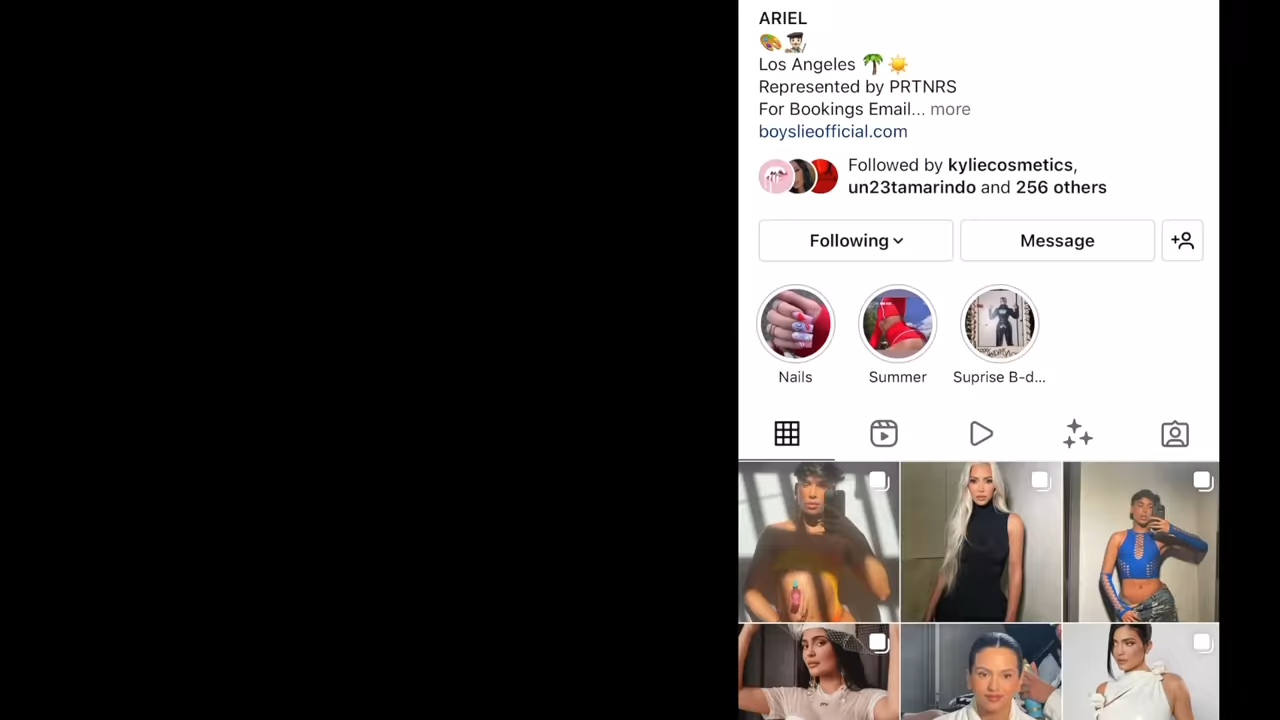 ARIEL
🎨👨🏻‍🎨
Los Angeles 🌴☀️
Represented by PRTNRS
For Bookings Email... more
boyslieofficial.com
Followed by kyliecosmetics,
un23tamarindo and 256 others
Following
Message
Nails
Summer
Suprise B-d...